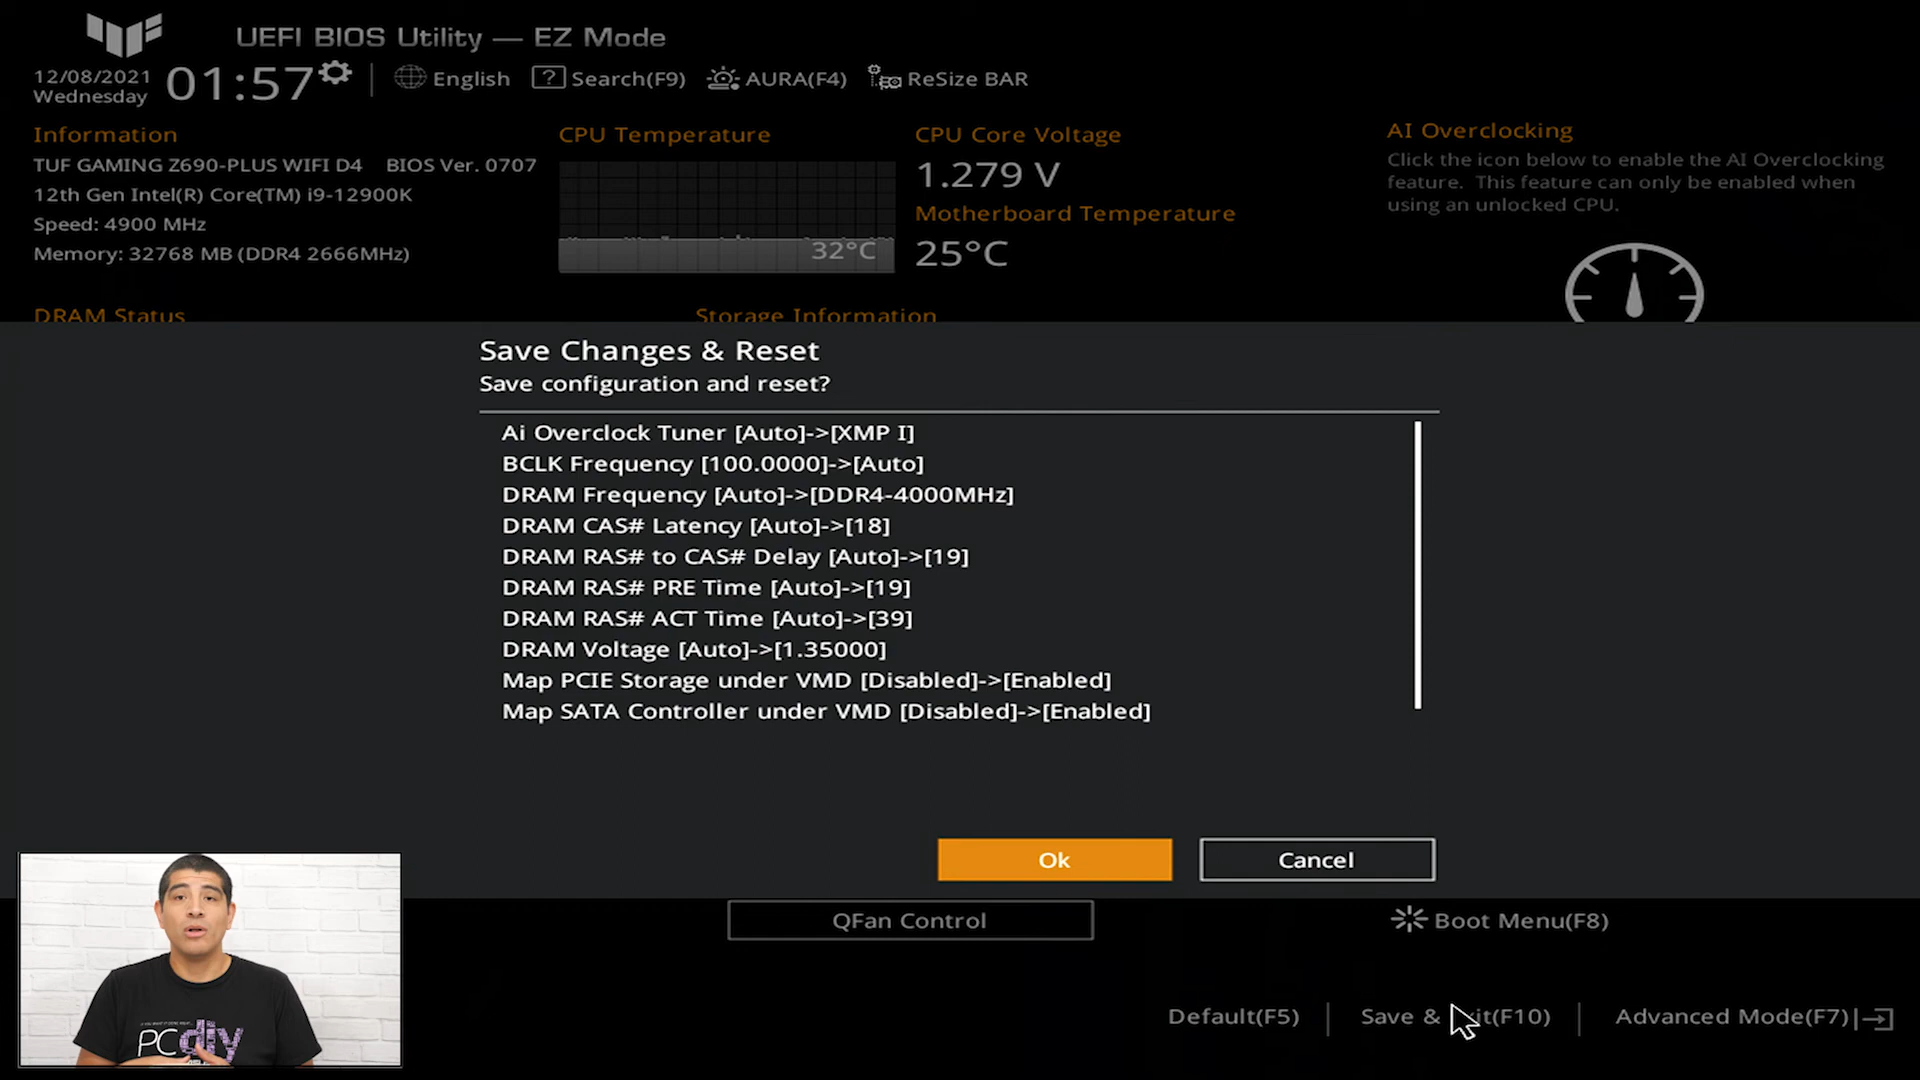 UEFI BIOS Utility — EZ Mode
12/08/2021
Wednesday
01:57
English
Search(F9)
AURA(F4)
ReSize BAR
Information
TUF GAMING Z690-PLUS WIFI D4 BIOS Ver. 0707
12th Gen Intel(R) Core(TM) i9-12900K
Speed: 4900 MHz
Memory: 32768 MB (DDR4 2666MHz)
CPU Temperature
32°C
CPU Core Voltage
1.279 V
Motherboard Temperature
25°C
AI Overclocking
Click the icon below to enable the AI Overclocking
feature. This feature can only be enabled when
using an unlocked CPU.
DRAM Status
Storage Information
Save Changes & Reset
Save configuration and reset?
Ai Overclock Tuner [Auto]->[XMP I]
BCLK Frequency [100.0000]->[Auto]
DRAM Frequency [Auto]->[DDR4-4000MHz]
DRAM CAS# Latency [Auto]->[18]
DRAM RAS# to CAS# Delay [Auto]->[19]
DRAM RAS# PRE Time [Auto]->[19]
DRAM RAS# ACT Time [Auto]->[39]
DRAM Voltage [Auto]->[1.35000]
Map PCIE Storage under VMD [Disabled]->[Enabled]
Map SATA Controller under VMD [Disabled]->[Enabled]
Ok
Cancel
QFan Control
Boot Menu(F8)
Default(F5)
Save & it(F10)
Advanced Mode(F7)
PCdiy